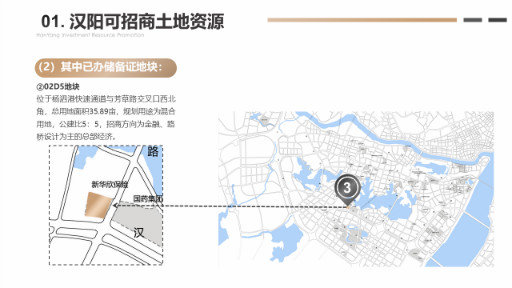 01. 汉阳可招商土地资源
HanYang Investment Resource Promotion
（2）其中已办储备证地块：
②02D5地块
位于杨泗港快速通道与芳草路交叉口西北
角，总用地面积35.89亩，规划用途为混合
用地，公建比5：5，招商方向为金融、路
桥设计为主的总部经济。
路
新华欣保险
国药集团
汉
3